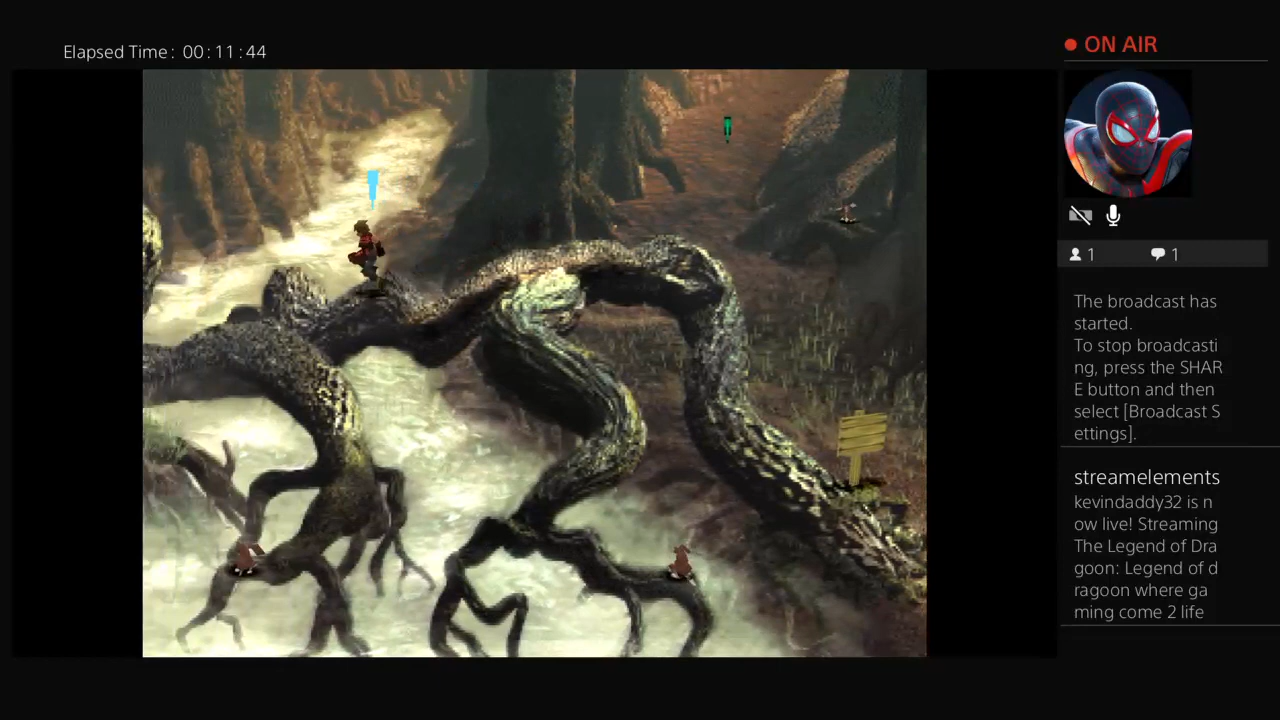 Elapsed Time: 00:11:44
ON AIR
1
1
The broadcast has
started.
To stop broadcasti
ng, press the SHAR
E button and then
select [Broadcast S
ettings].
streamelements
kevindaddy32 is n
ow live! Streaming
The Legend of Dra
goon: Legend of d
ragoon where ga
ming come 2 life